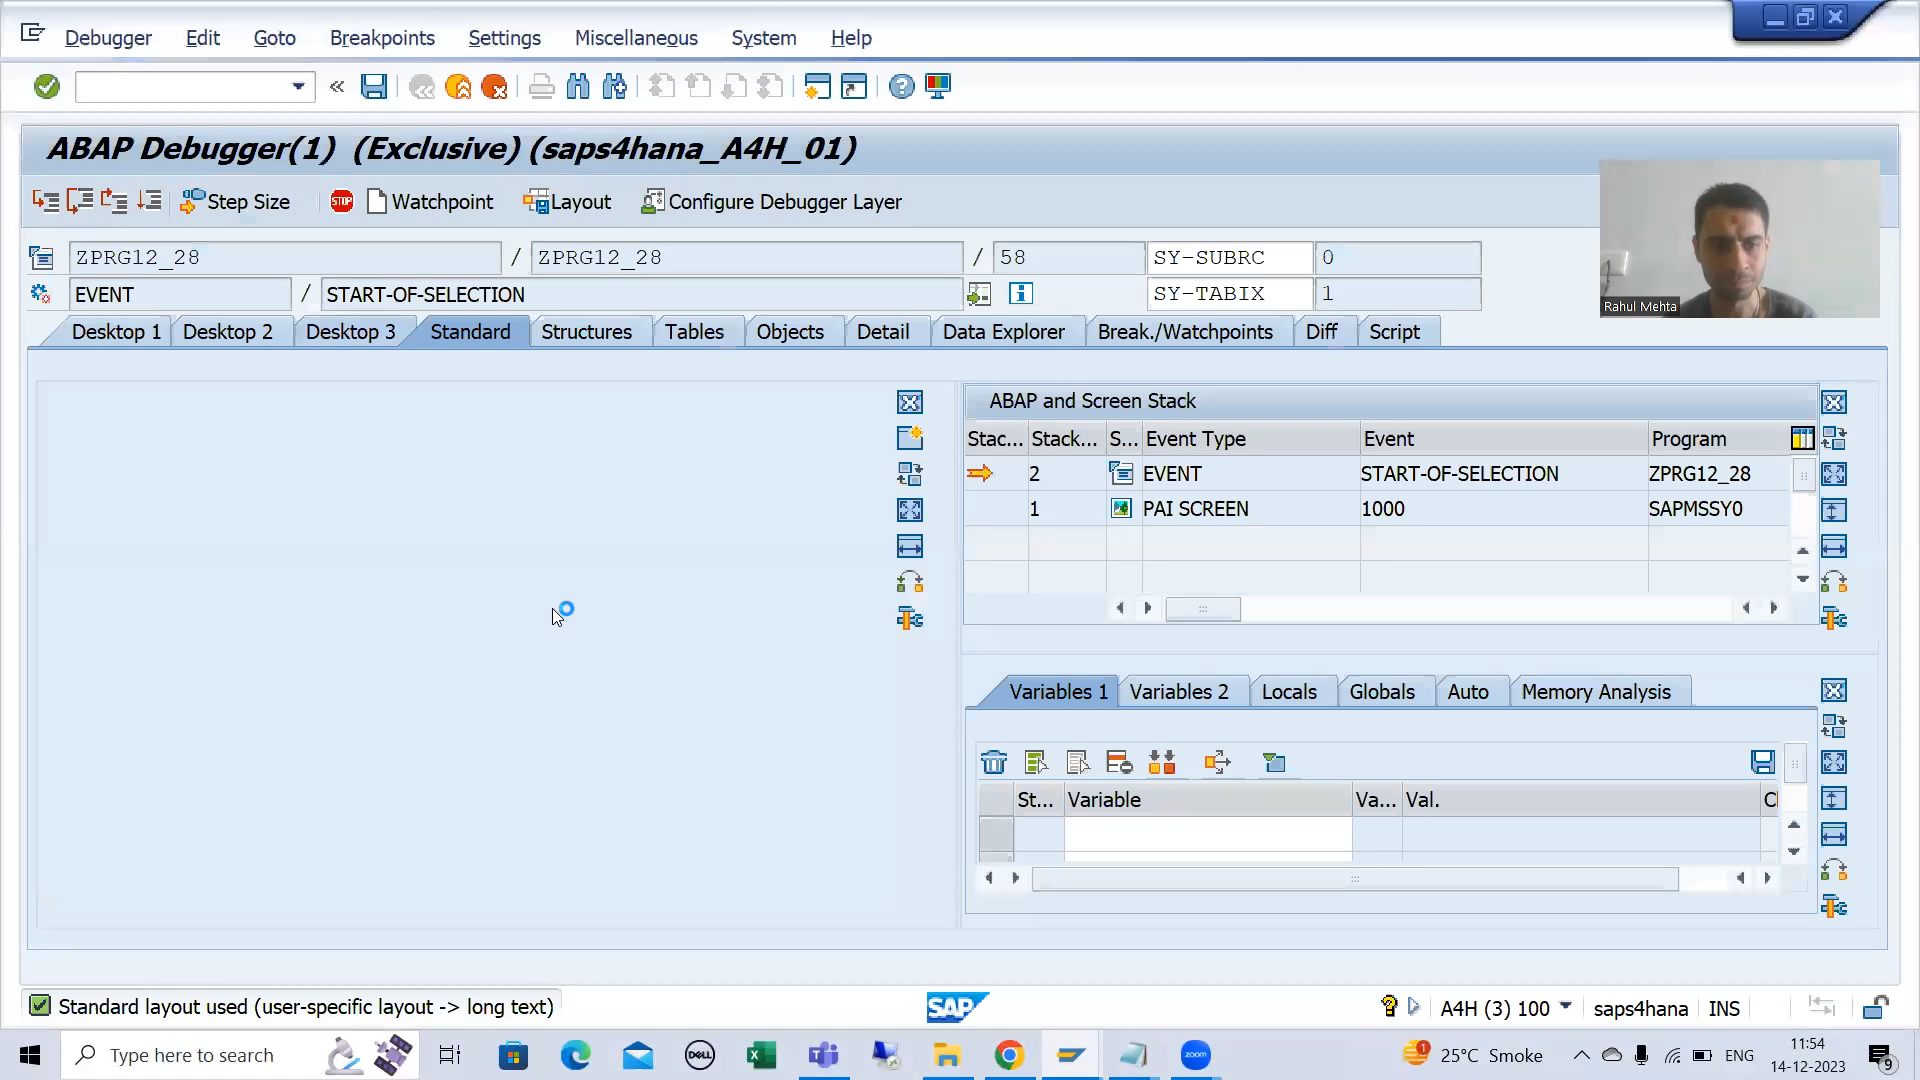 Debugger Edit Goto Breakpoints Settings Miscellaneous System Help
ABAP Debugger(1) (Exclusive) (saps4hana_A4H_01)
STOP
Step Size Watchpoint Layout Configure Debugger Layer
ZPRG12_28 / ZPRG12_28 / 58 SY-SUBRC 0
EVENT / START-OF-SELECTION SY-TABIX 1
Rahul Mehta
Desktop 1 Desktop 2 Desktop 3 Standard Structures Tables Objects Detail Data Explorer Break./Watchpoints Diff Script
ABAP and Screen Stack
Stac... Stack... S... Event Type Event Program
2 EVENT START-OF-SELECTION ZPRG12_28
1 PAI SCREEN 1000 SAPMSSY0
Variables 1 Variables 2 Locals Globals Auto Memory Analysis
St... Variable Va... Val.
Standard layout used (user-specific layout -> long text)
SAP
A4H (3) 100 saps4hana INS
Type here to search
DELL
zoom
1
25°C Smoke
ENG
11:54
14-12-2023
9